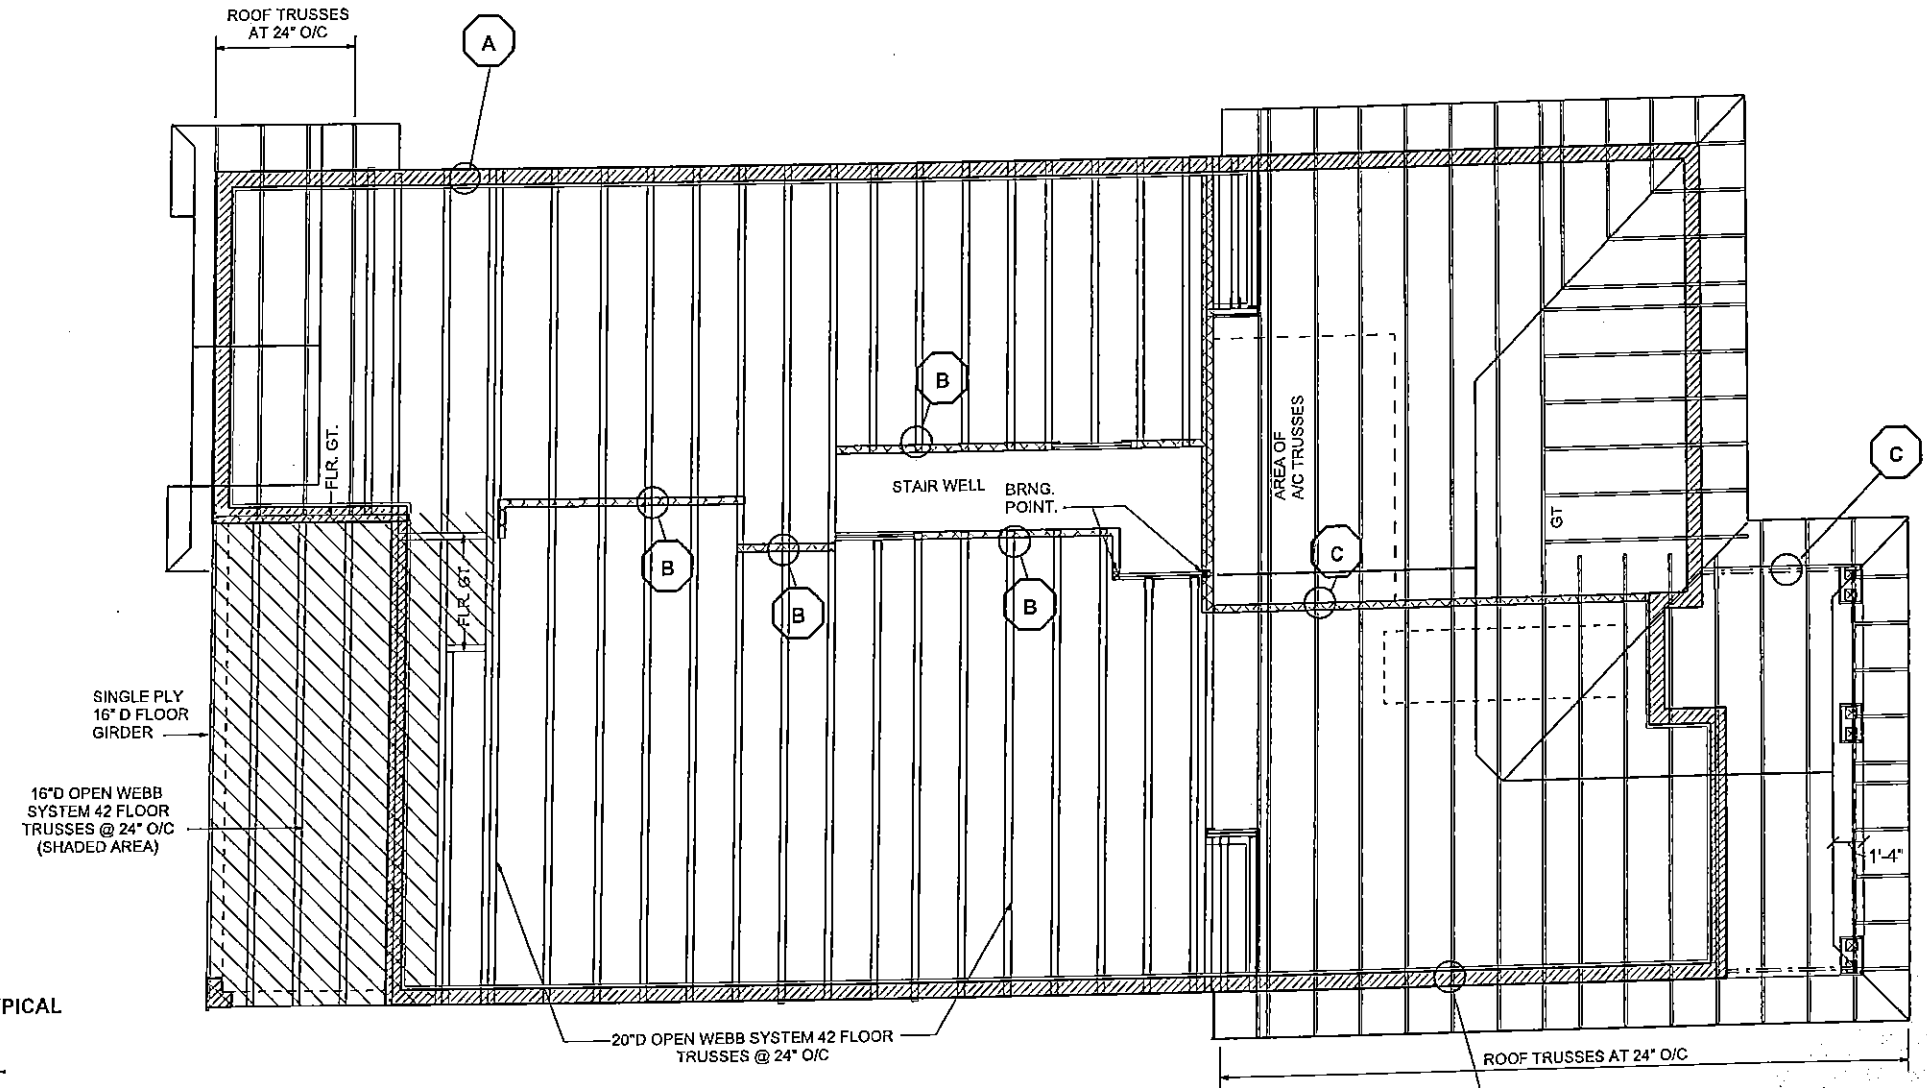 ROOF TRUSSES
AT 24" O/C
A
B
STAIR WELL
BRNG.
POINT.
AREA OF
A/C TRUSSES
FLR. GT.
GT
C
C
B
B
B
FLR. GT
SINGLE PLY
16" D FLOOR
GIRDER
16"D OPEN WEBB
SYSTEM 42 FLOOR
TRUSSES @ 24" O/C
(SHADED AREA)
1'-4"
PICAL
20"D OPEN WEBB SYSTEM 42 FLOOR
TRUSSES @ 24" O/C
ROOF TRUSSES AT 24" O/C